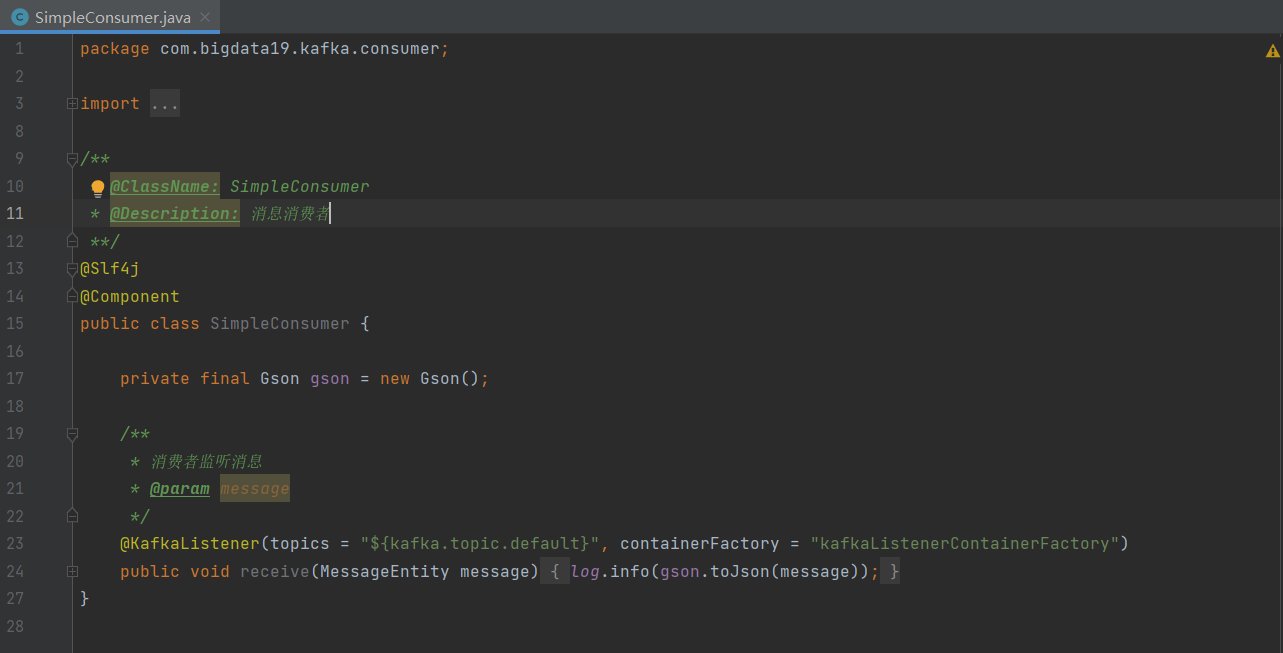 SimpleConsumer.java
1 package com.bigdata19.kafka.consumer;
2
3 import ...
8
9 /**
10 @ClassName: SimpleConsumer
11 * @Description: 消息消费者
12 **/
13 @Slf4j
14 @Component
15 public class SimpleConsumer {
16
17 private final Gson gson = new Gson();
18
19 /**
20 * 消费者监听消息
21 * @param message
22 */
23 @KafkaListener(topics = "${kafka.topic.default}", containerFactory = "kafkaListenerContainerFactory")
24 public void receive(MessageEntity message) { log.info(gson.toJson(message)); }
27 }
28